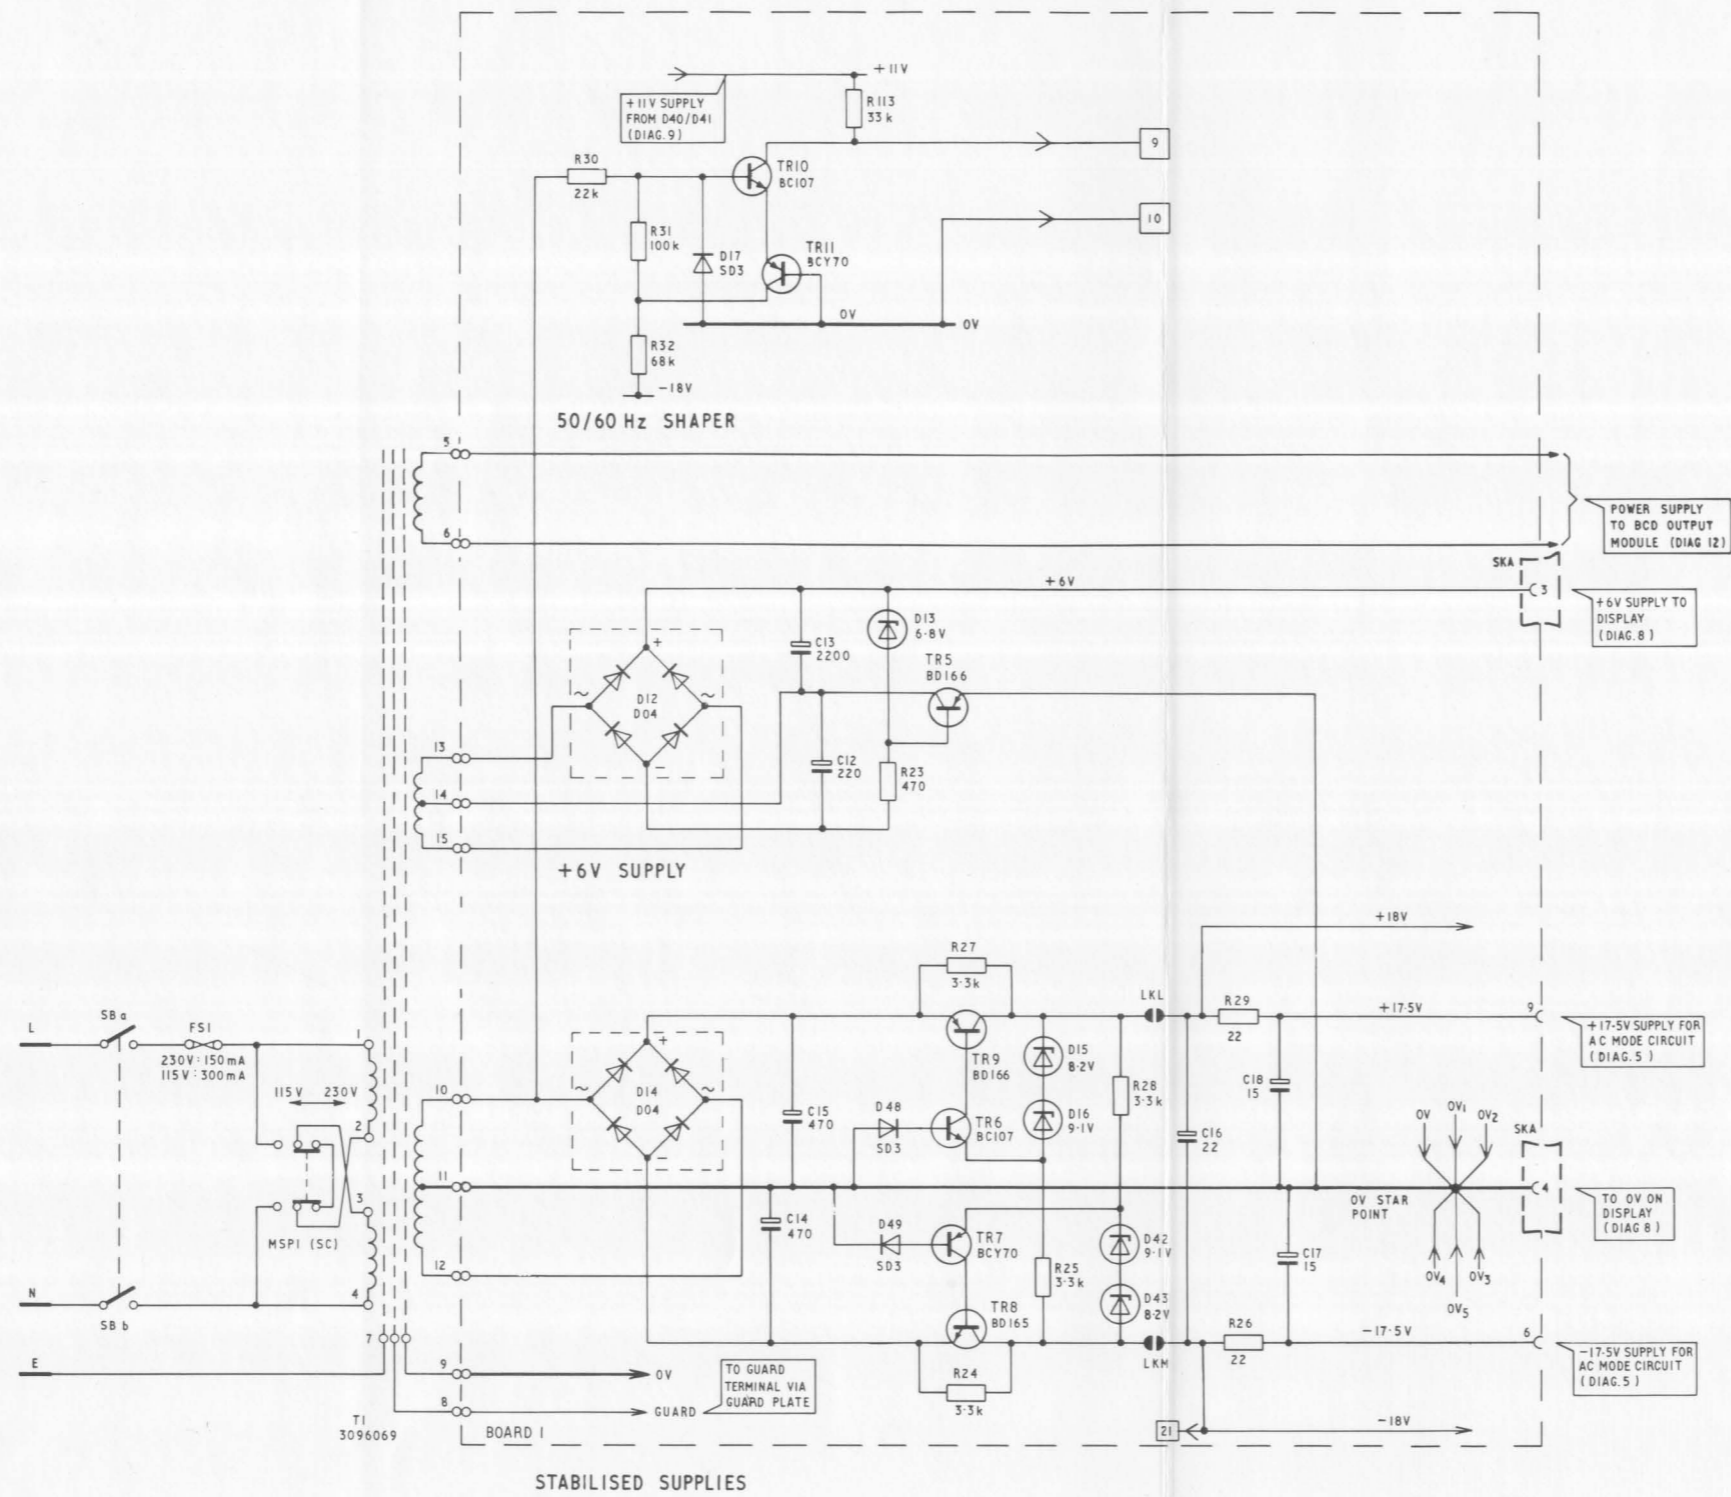 +11V
+11V SUPPLY
FROM D40/D41
(DIAG.9)
R113
33k
9
R30
22k
TR10
BC107
10
R31
100k
D17
SD3
TR11
BCY70
0V
0V
R32
68k
-18V
50/60 Hz SHAPER
5
6
POWER SUPPLY
TO BCD OUTPUT
MODULE (DIAG 12)
SKA
3
+6V
+6V SUPPLY TO
DISPLAY
(DIAG.8)
D13
6·8V
C13
2200
TR5
BD166
+
~
~
D12
D04
-
13
14
15
C12
220
R23
470
+6V SUPPLY
+18V
R27
3·3k
LKL
R29
22
+17·5V
9
+17·5V SUPPLY FOR
AC MODE CIRCUIT
(DIAG.5)
L
SBa
FS1
230V:150mA
115V:300mA
1
115V 230V
2
3
4
MSP1 (SC)
N
SBb
E
7
10
11
12
+
~
~
D14
D04
-
C15
470
C14
470
D48
SD3
TR9
BD166
TR6
BC107
D15
8·2V
D16
9·1V
R28
3·3k
C16
22
C18
15
0V
0V1
0V2
SKA
4
0V STAR
POINT
TO 0V ON
DISPLAY
(DIAG 8)
D49
SD3
TR7
BCY70
R25
3·3k
D42
9·1V
D43
8·2V
C17
15
0V4
0V3
0V5
TR8
BD165
R24
3·3k
LKM
R26
22
-17·5V
6
-17·5V SUPPLY FOR
AC MODE CIRCUIT
(DIAG.5)
9
0V
8
GUARD
TO GUARD
TERMINAL VIA
GUARD PLATE
21
-18V
T1
3096069
BOARD 1
STABILISED SUPPLIES